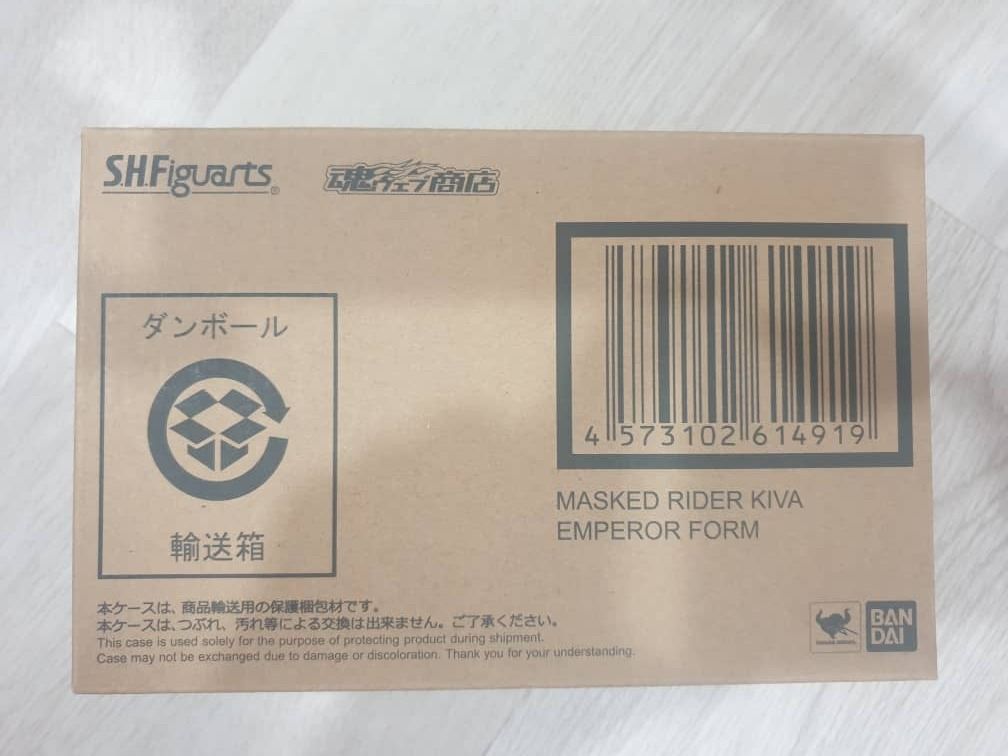 S.H.Figuarts®
魂ウェブ商店
ダンボール
輸送箱
4 573102 614919
MASKED RIDER KIVA
EMPEROR FORM
本ケースは、商品輸送用の保護梱包材です。
本ケースは、つぶれ、汚れ等による交換は出来ません。ご了承ください。
This case is used solely for the purpose of protecting product during shipment.
Case may not be exchanged due to damage or discoloration. Thank you for your understanding.
BAN
DAI